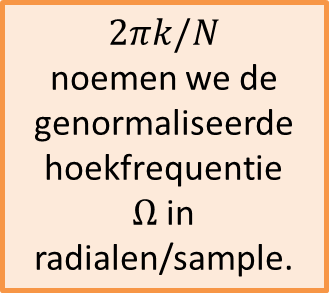 2πk/N
noemen we de
genormaliseerde
hoekfrequentie
Ω in
radialen/sample.